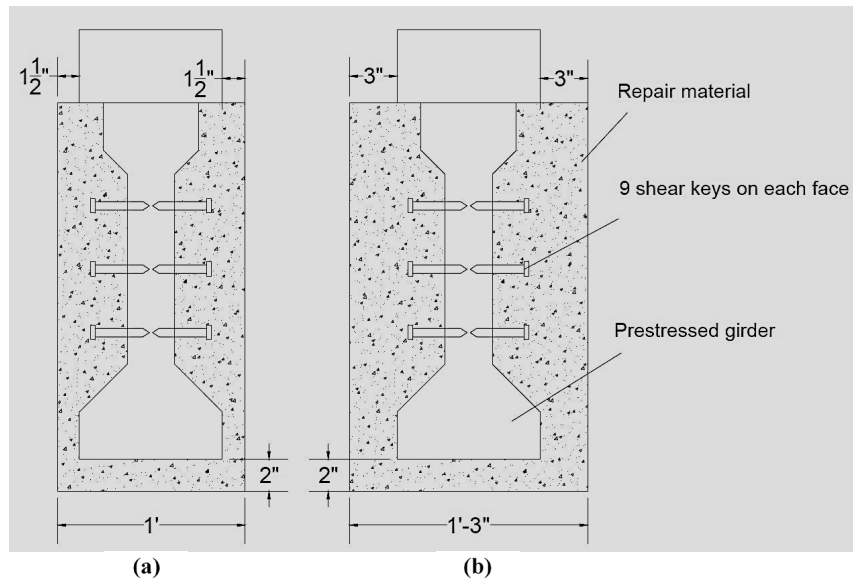 1 1/2"
1 1/2"
3"
3"
Repair material
9 shear keys on each face
Prestressed girder
2"
2"
1'
1'-3"
(a)
(b)